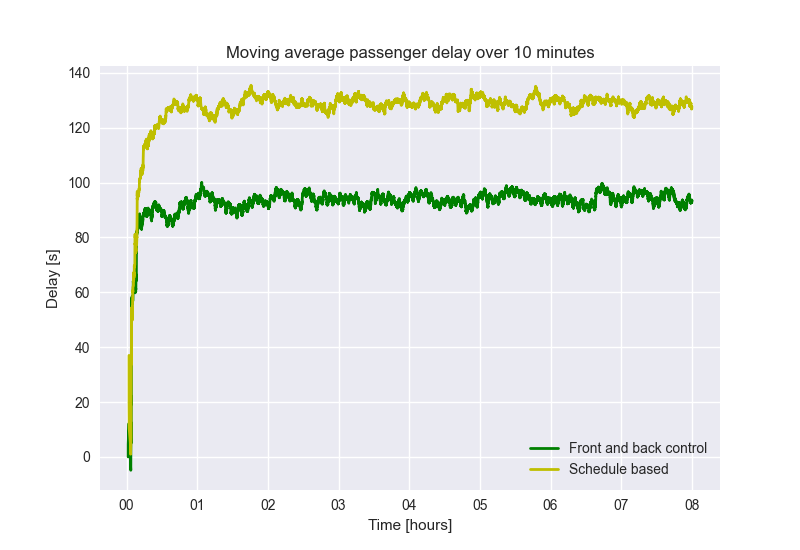 Moving average passenger delay over 10 minutes
140
120
100
80
60
40
20
0
Delay [s]
00 01 02 03 04 05 06 07 08
Time [hours]
Front and back control
Schedule based